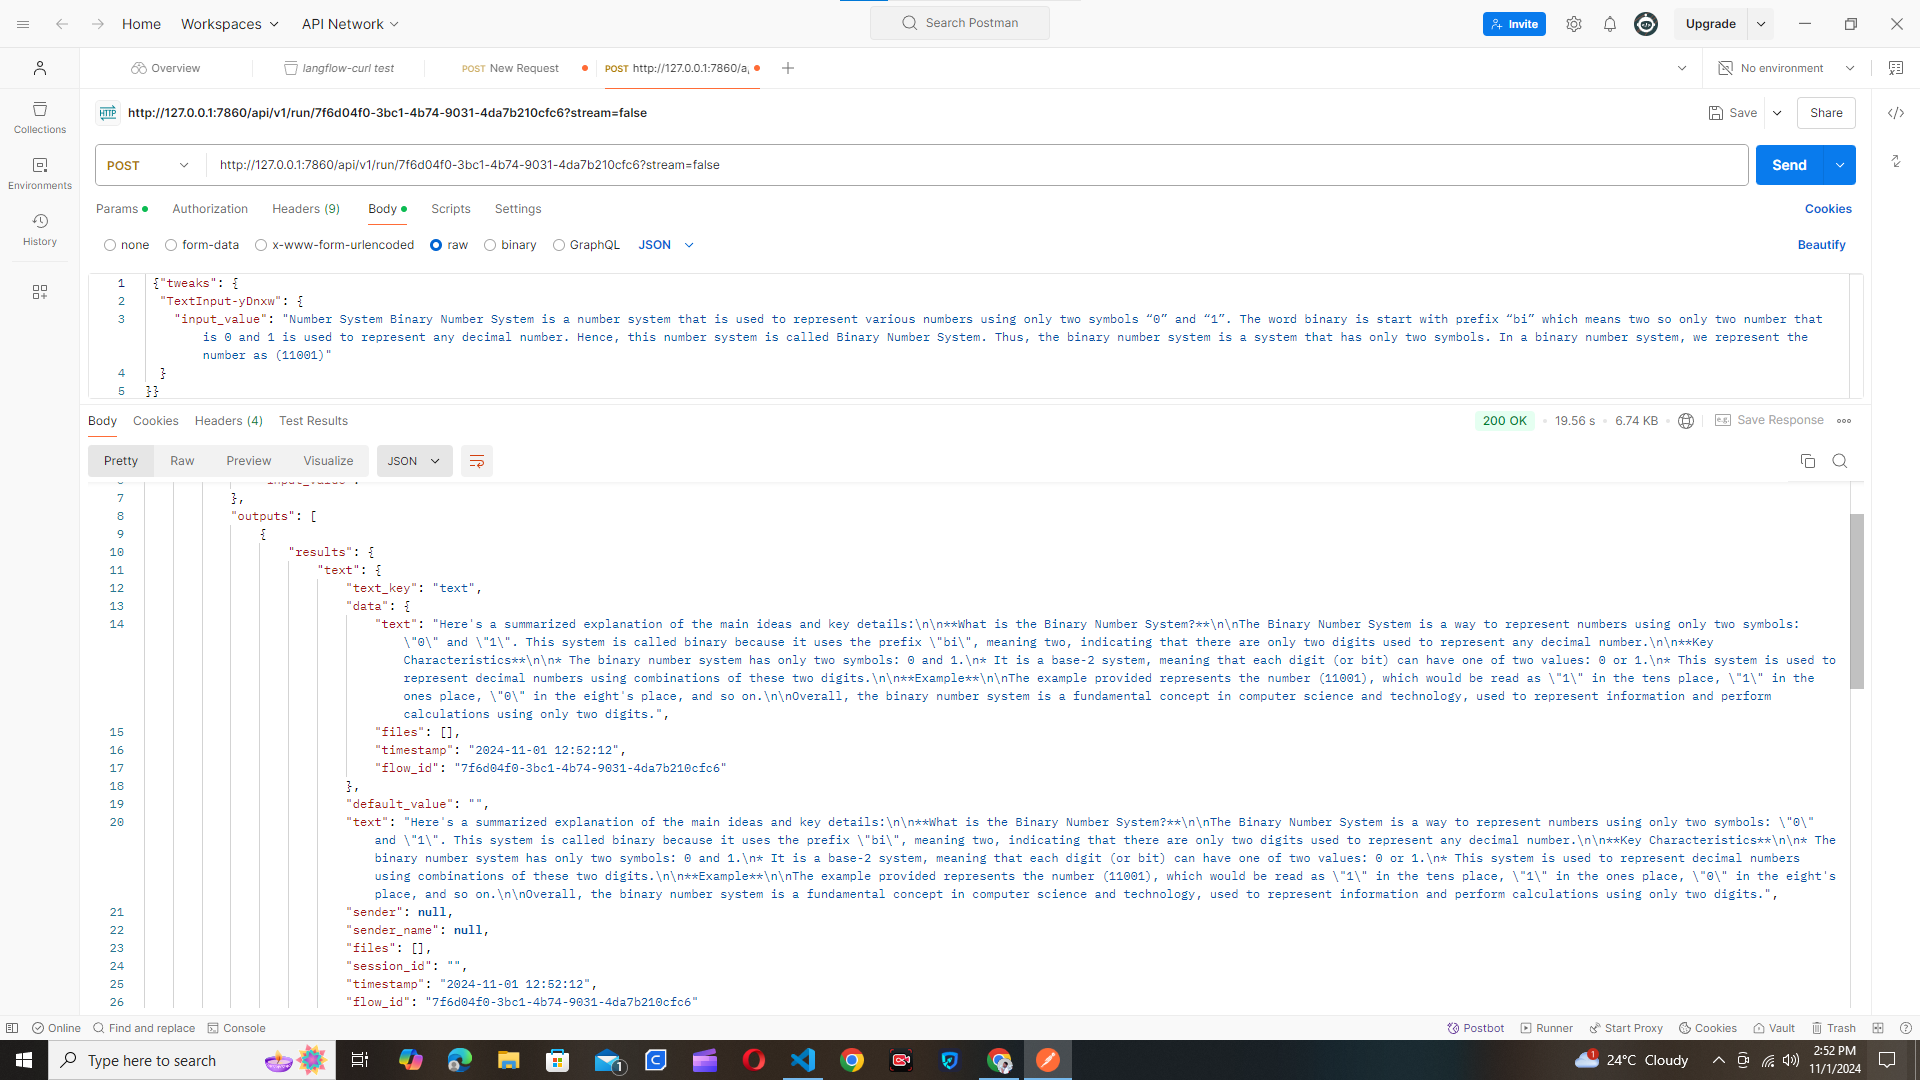 Home Workspaces API Network Search Postman Invite Upgrade
Overview langflow-curl test POST New Request POST http://127.0.0.1:7860/a, No environment
HTTP http://127.0.0.1:7860/api/v1/run/7f6d04f0-3bc1-4b74-9031-4da7b210cfc6?stream=false Save Share
Collections
POST http://127.0.0.1:7860/api/v1/run/7f6d04f0-3bc1-4b74-9031-4da7b210cfc6?stream=false Send
Environments
Params Authorization Headers (9) Body Scripts Settings Cookies
History
none form-data x-www-form-urlencoded raw binary GraphQL JSON Beautify
1 {"tweaks": {
2 "TextInput-yDnxw": {
3 "input_value": "Number System Binary Number System is a number system that is used to represent various numbers using only two symbols “0” and “1”. The word binary is start with prefix “bi” which means two so only two number that
is 0 and 1 is used to represent any decimal number. Hence, this number system is called Binary Number System. Thus, the binary number system is a system that has only two symbols. In a binary number system, we represent the
number as (11001)"
4 }
5 }}
Body Cookies Headers (4) Test Results 200 OK 19.56 s 6.74 KB e.g. Save Response
Pretty Raw Preview Visualize JSON
7 },
8 "outputs": [
9 {
10 "results": {
11 "text": {
12 "text_key": "text",
13 "data": {
14 "text": "Here's a summarized explanation of the main ideas and key details:\n\n**What is the Binary Number System?**\n\nThe Binary Number System is a way to represent numbers using only two symbols:
\"0\" and \"1\". This system is called binary because it uses the prefix \"bi\", meaning two, indicating that there are only two digits used to represent any decimal number.\n\n**Key
Characteristics**\n\n* The binary number system has only two symbols: 0 and 1.\n* It is a base-2 system, meaning that each digit (or bit) can have one of two values: 0 or 1.\n* This system is used to
represent decimal numbers using combinations of these two digits.\n\n**Example**\n\nThe example provided represents the number (11001), which would be read as \"1\" in the tens place, \"1\" in the
ones place, \"0\" in the eight's place, and so on.\n\nOverall, the binary number system is a fundamental concept in computer science and technology, used to represent information and perform
calculations using only two digits.",
15 "files": [],
16 "timestamp": "2024-11-01 12:52:12",
17 "flow_id": "7f6d04f0-3bc1-4b74-9031-4da7b210cfc6"
18 },
19 "default_value": "",
20 "text": "Here's a summarized explanation of the main ideas and key details:\n\n**What is the Binary Number System?**\n\nThe Binary Number System is a way to represent numbers using only two symbols: \"0\"
and \"1\". This system is called binary because it uses the prefix \"bi\", meaning two, indicating that there are only two digits used to represent any decimal number.\n\n**Key Characteristics**\n\n* The
binary number system has only two symbols: 0 and 1.\n* It is a base-2 system, meaning that each digit (or bit) can have one of two values: 0 or 1.\n* This system is used to represent decimal numbers
using combinations of these two digits.\n\n**Example**\n\nThe example provided represents the number (11001), which would be read as \"1\" in the tens place, \"1\" in the ones place, \"0\" in the eight's
place, and so on.\n\nOverall, the binary number system is a fundamental concept in computer science and technology, used to represent information and perform calculations using only two digits.",
21 "sender": null,
22 "sender_name": null,
23 "files": [],
24 "session_id": "",
25 "timestamp": "2024-11-01 12:52:12",
26 "flow_id": "7f6d04f0-3bc1-4b74-9031-4da7b210cfc6"
Online Find and replace Console Postbot Runner Start Proxy Cookies Vault Trash
Type here to search 1 1 24°C Cloudy 2:52 PM
11/1/2024